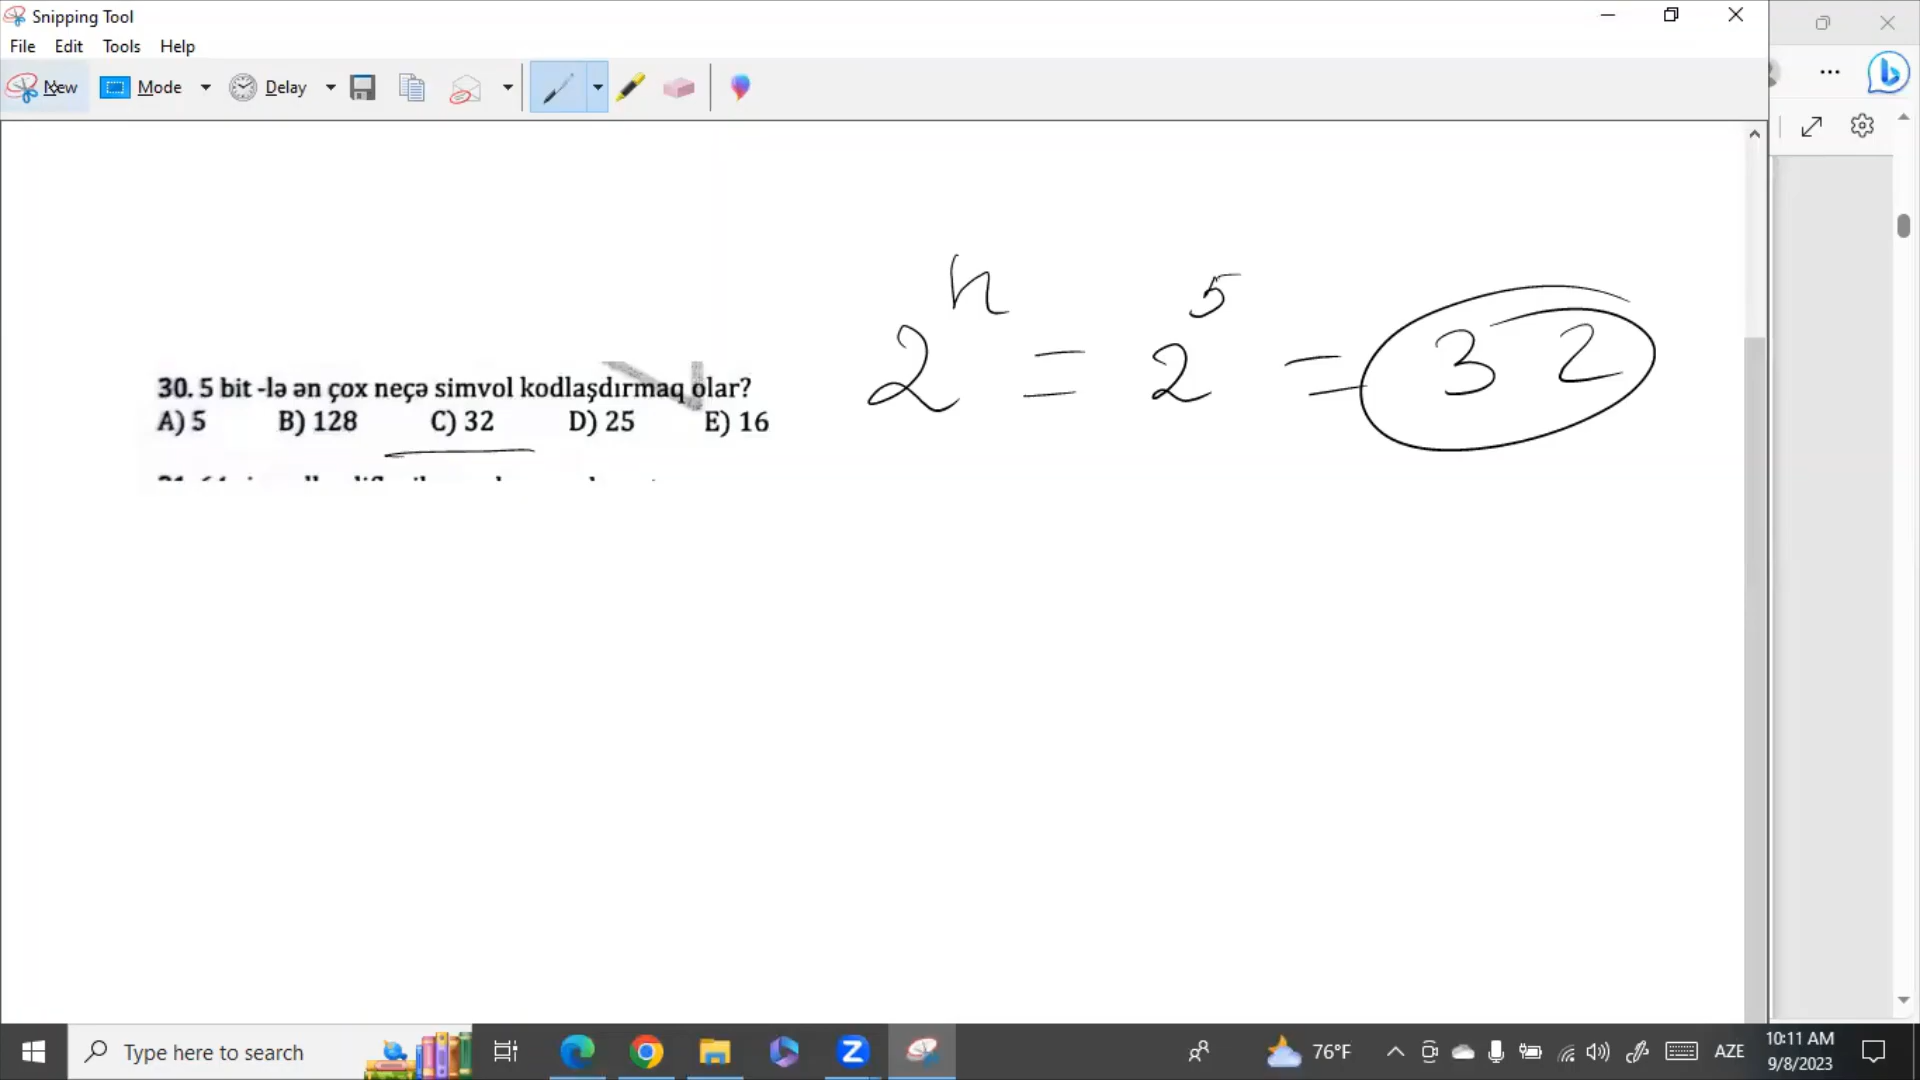 Snipping Tool
File Edit Tools Help
New Mode Delay
2ⁿ = 2⁵ = 32
30. 5 bit -lə ən çox neçə simvol kodlaşdırmaq olar?
A) 5 B) 128 C) 32 D) 25 E) 16
Type here to search
76°F
AZE
10:11 AM
9/8/2023